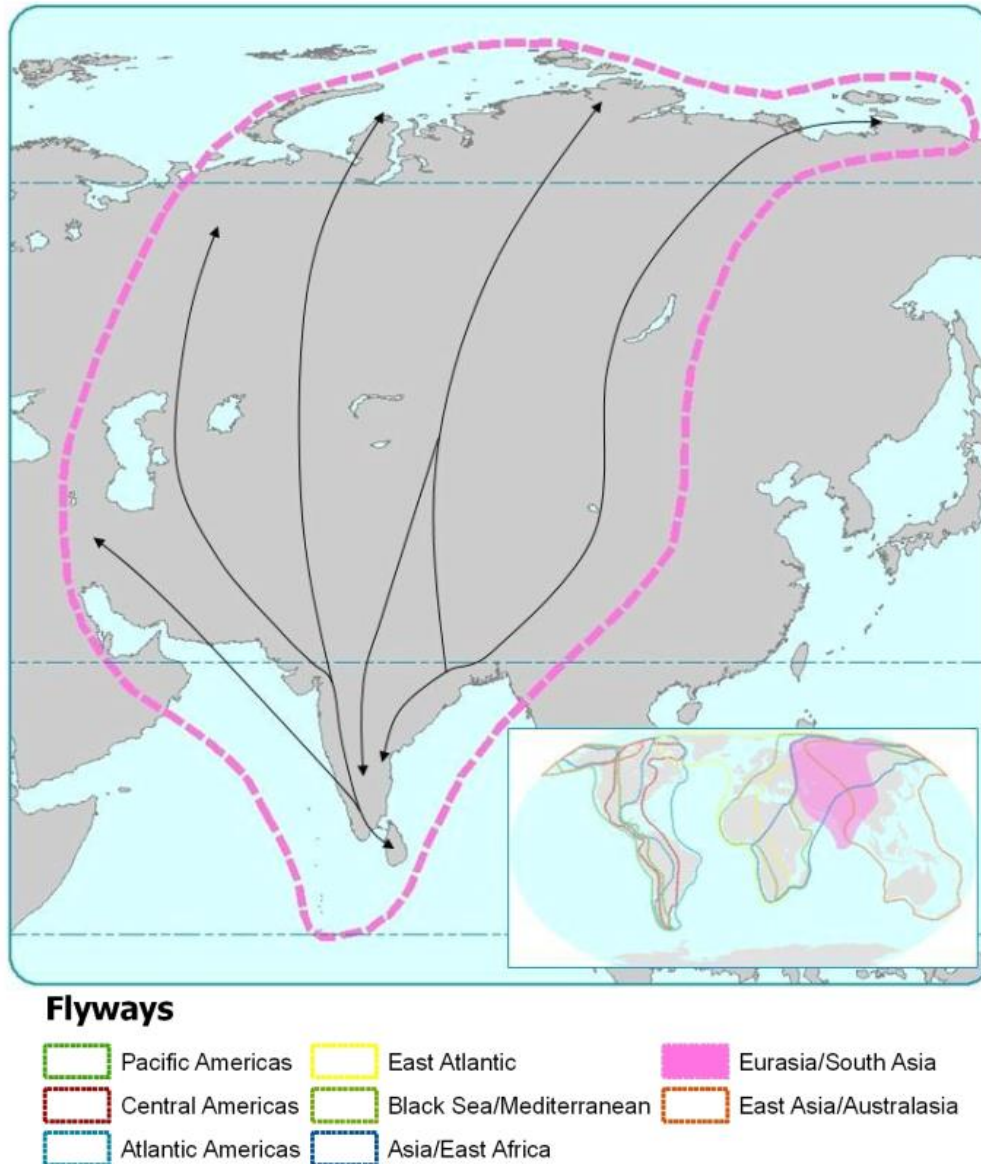 Flyways
Pacific Americas
East Atlantic
Eurasia/South Asia
Central Americas
Black Sea/Mediterranean
East Asia/Australasia
Atlantic Americas
Asia/East Africa